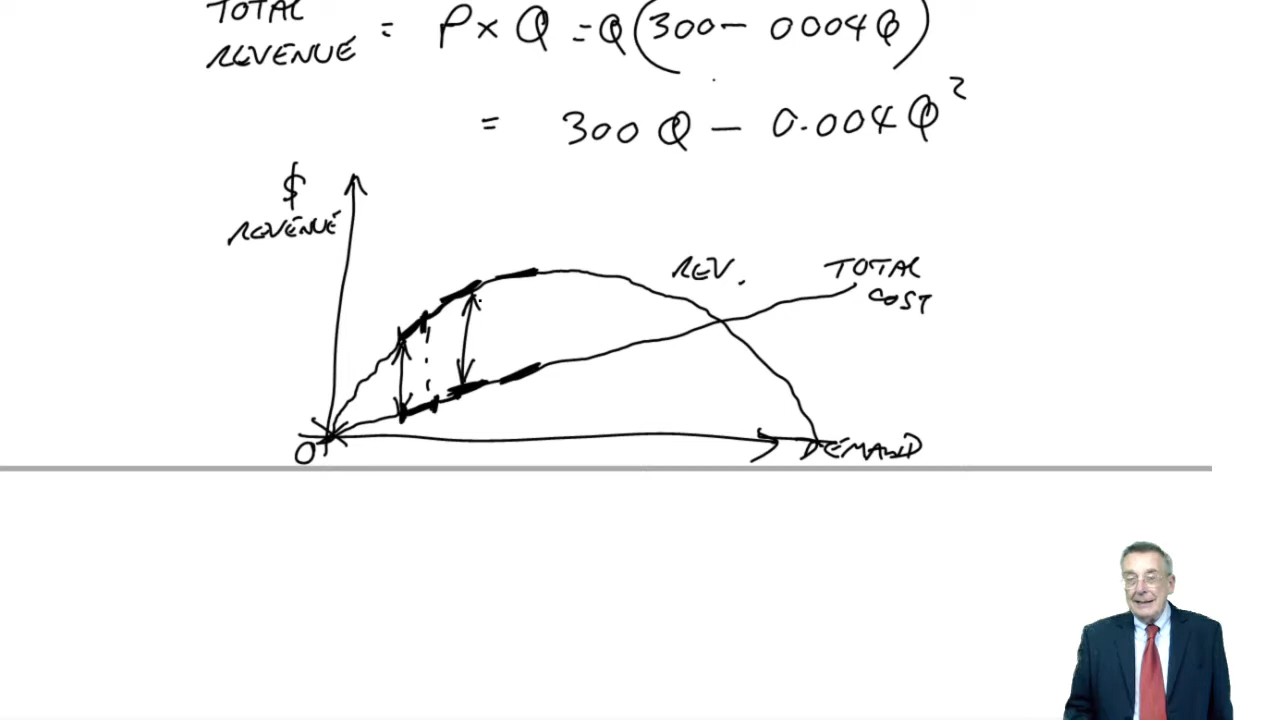 TOTAL
REVENUE = P x Q = Q(300 - 0004Q)
= 300Q - 0.004Q²
$
REVENUE
REV.
TOTAL
COST
O
DEMAND